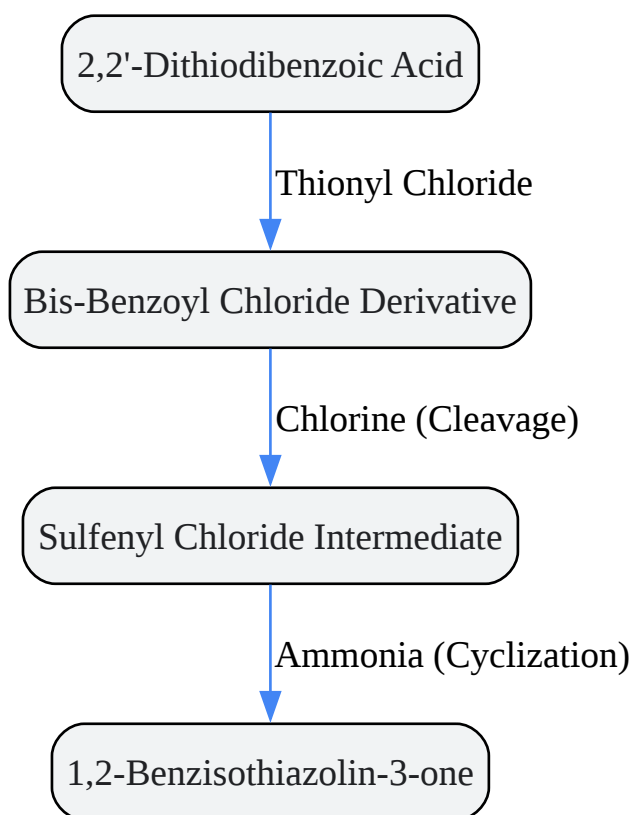 2,2'-Dithiodibenzoic Acid
Thionyl Chloride
Bis-Benzoyl Chloride Derivative
Chlorine (Cleavage)
Sulfenyl Chloride Intermediate
Ammonia (Cyclization)
1,2-Benzisothiazolin-3-one